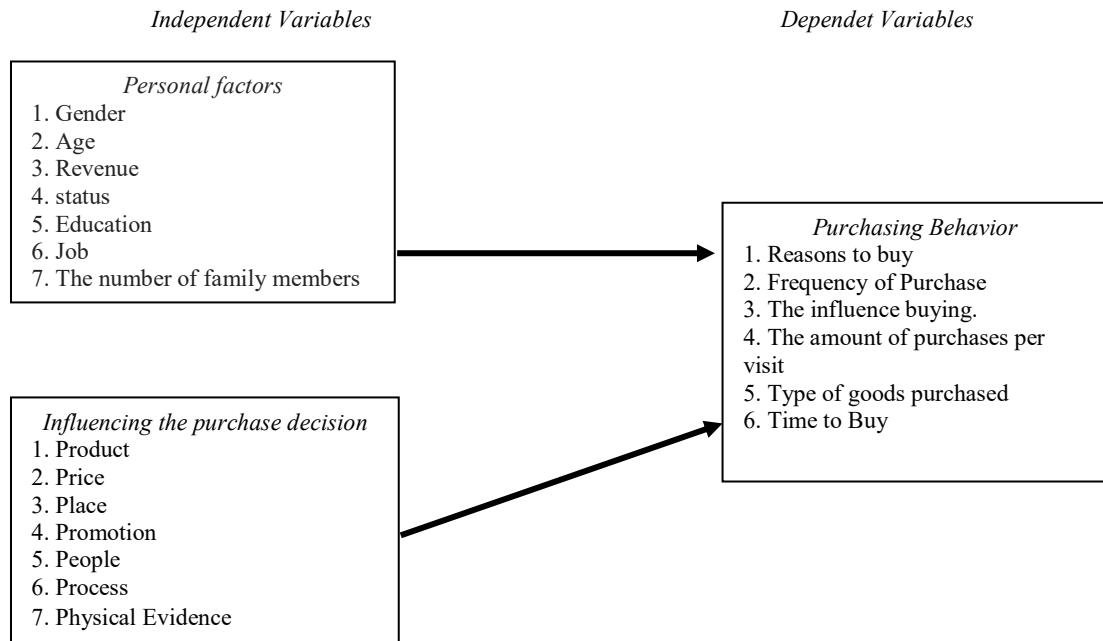 Independent Variables
Dependet Variables
Personal factors
1. Gender
2. Age
3. Revenue
4. status
5. Education
6. Job
7. The number of family members
Purchasing Behavior
1. Reasons to buy
2. Frequency of Purchase
3. The influence buying.
4. The amount of purchases per
visit
5. Type of goods purchased
6. Time to Buy
Influencing the purchase decision
1. Product
2. Price
3. Place
4. Promotion
5. People
6. Process
7. Physical Evidence